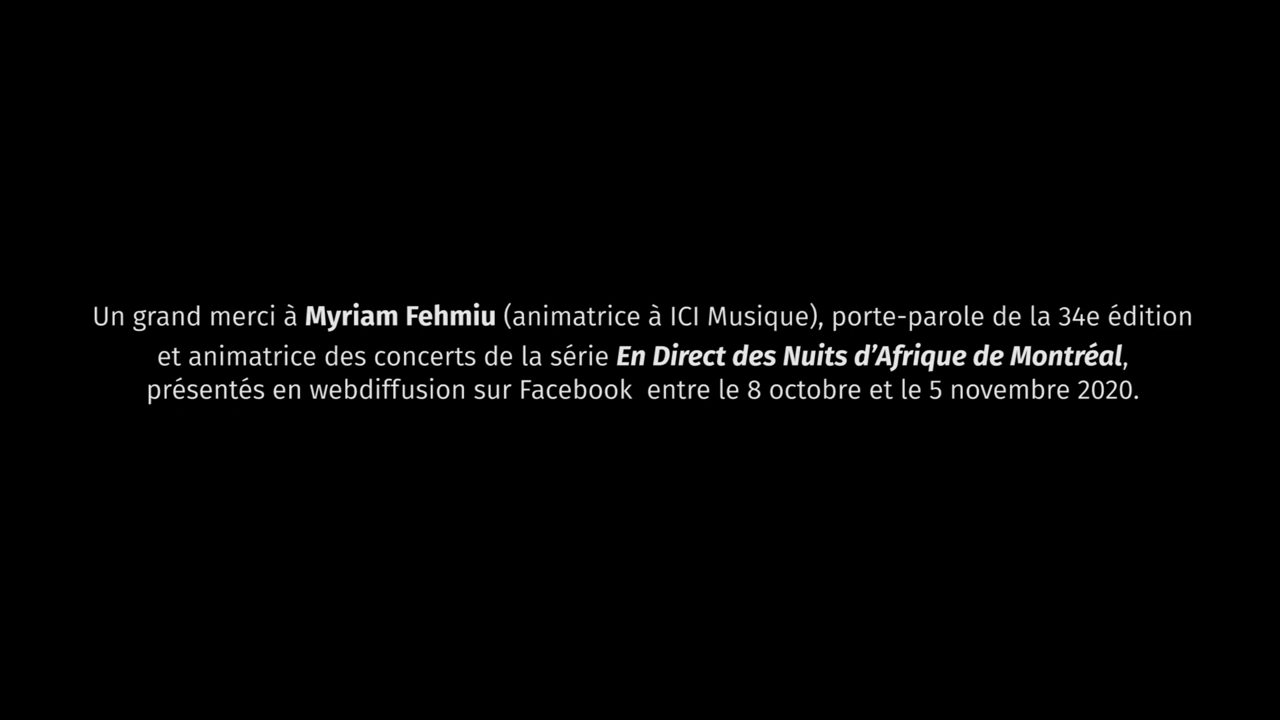 Un grand merci à Myriam Fehmiu (animatrice à ICI Musique), porte-parole de la 34e édition
et animatrice des concerts de la série En Direct des Nuits d’Afrique de Montréal,
présentés en webdiffusion sur Facebook  entre le 8 octobre et le 5 novembre 2020.